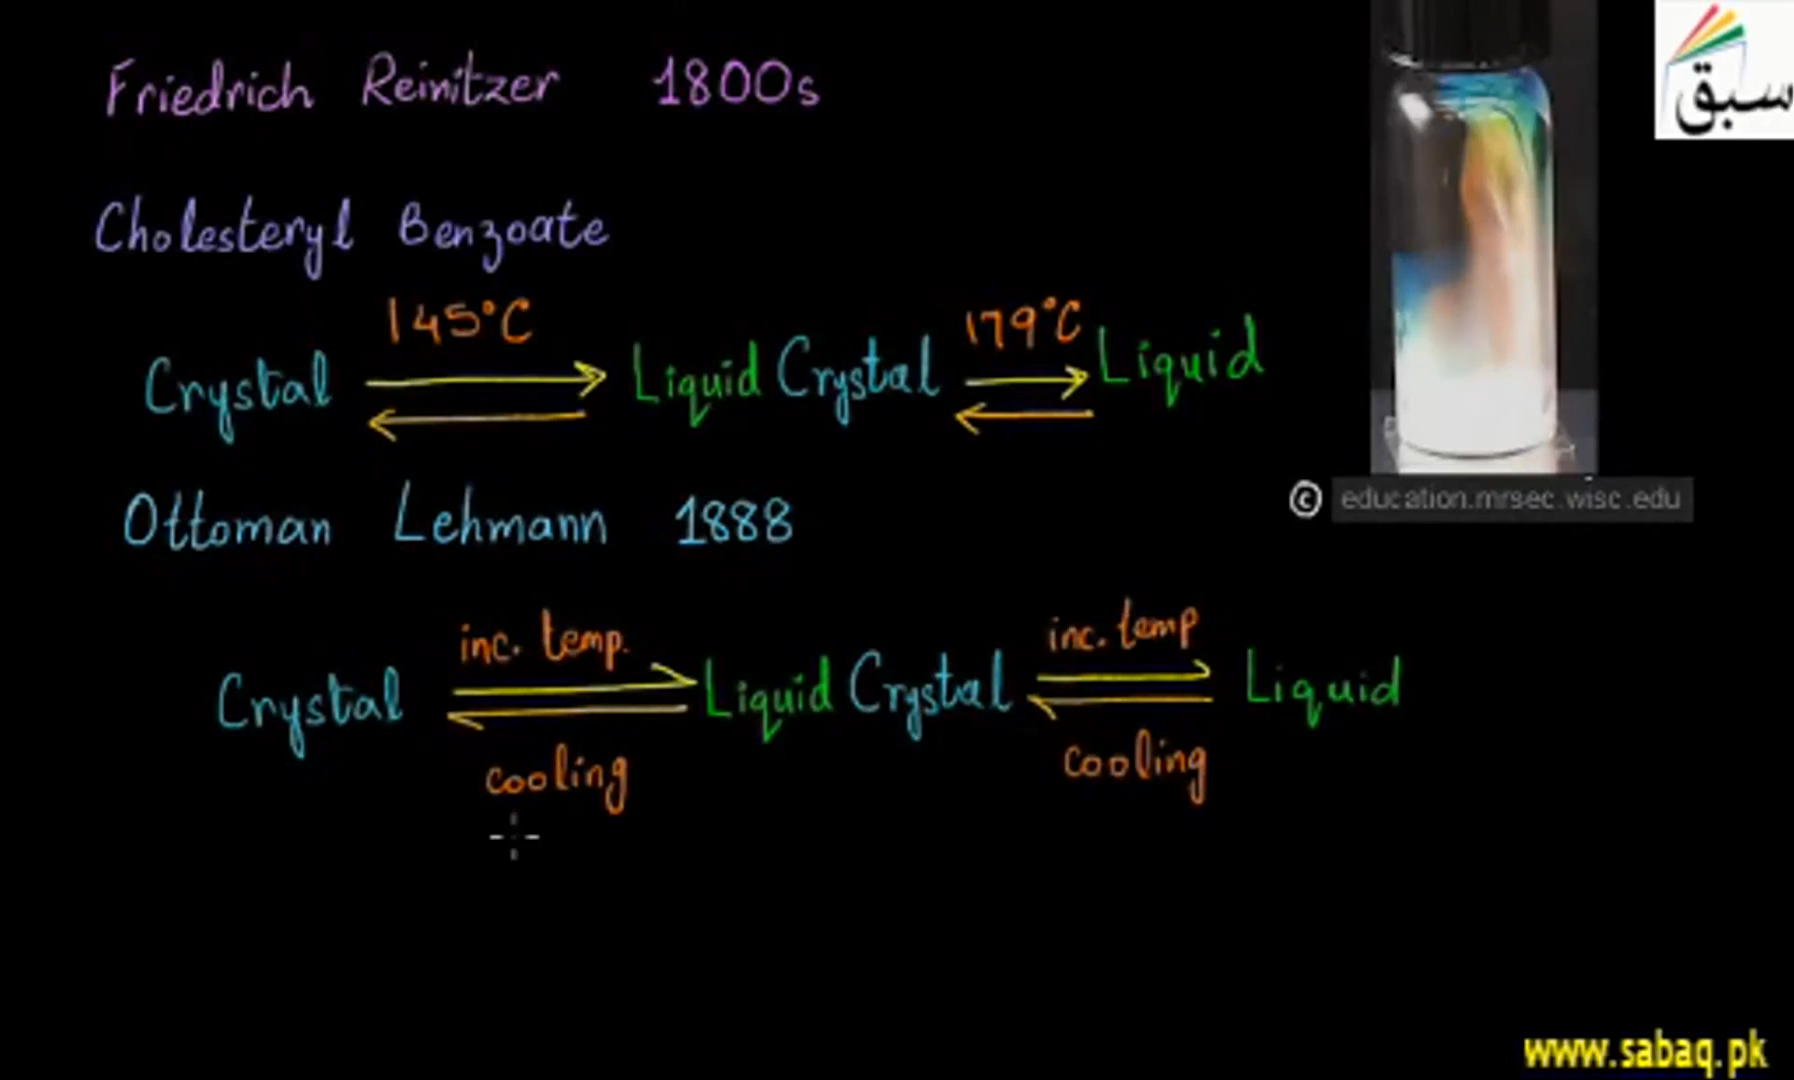 Friedrich Reinitzer 1800s
سبق
Cholesteryl Benzoate
145°C 179°C
Crystal Liquid Crystal Liquid
© education.mrsec.wisc.edu
Ottoman Lehmann 1888
inc. temp. inc. temp
Crystal Liquid Crystal Liquid
cooling cooling
www.sabaq.pk